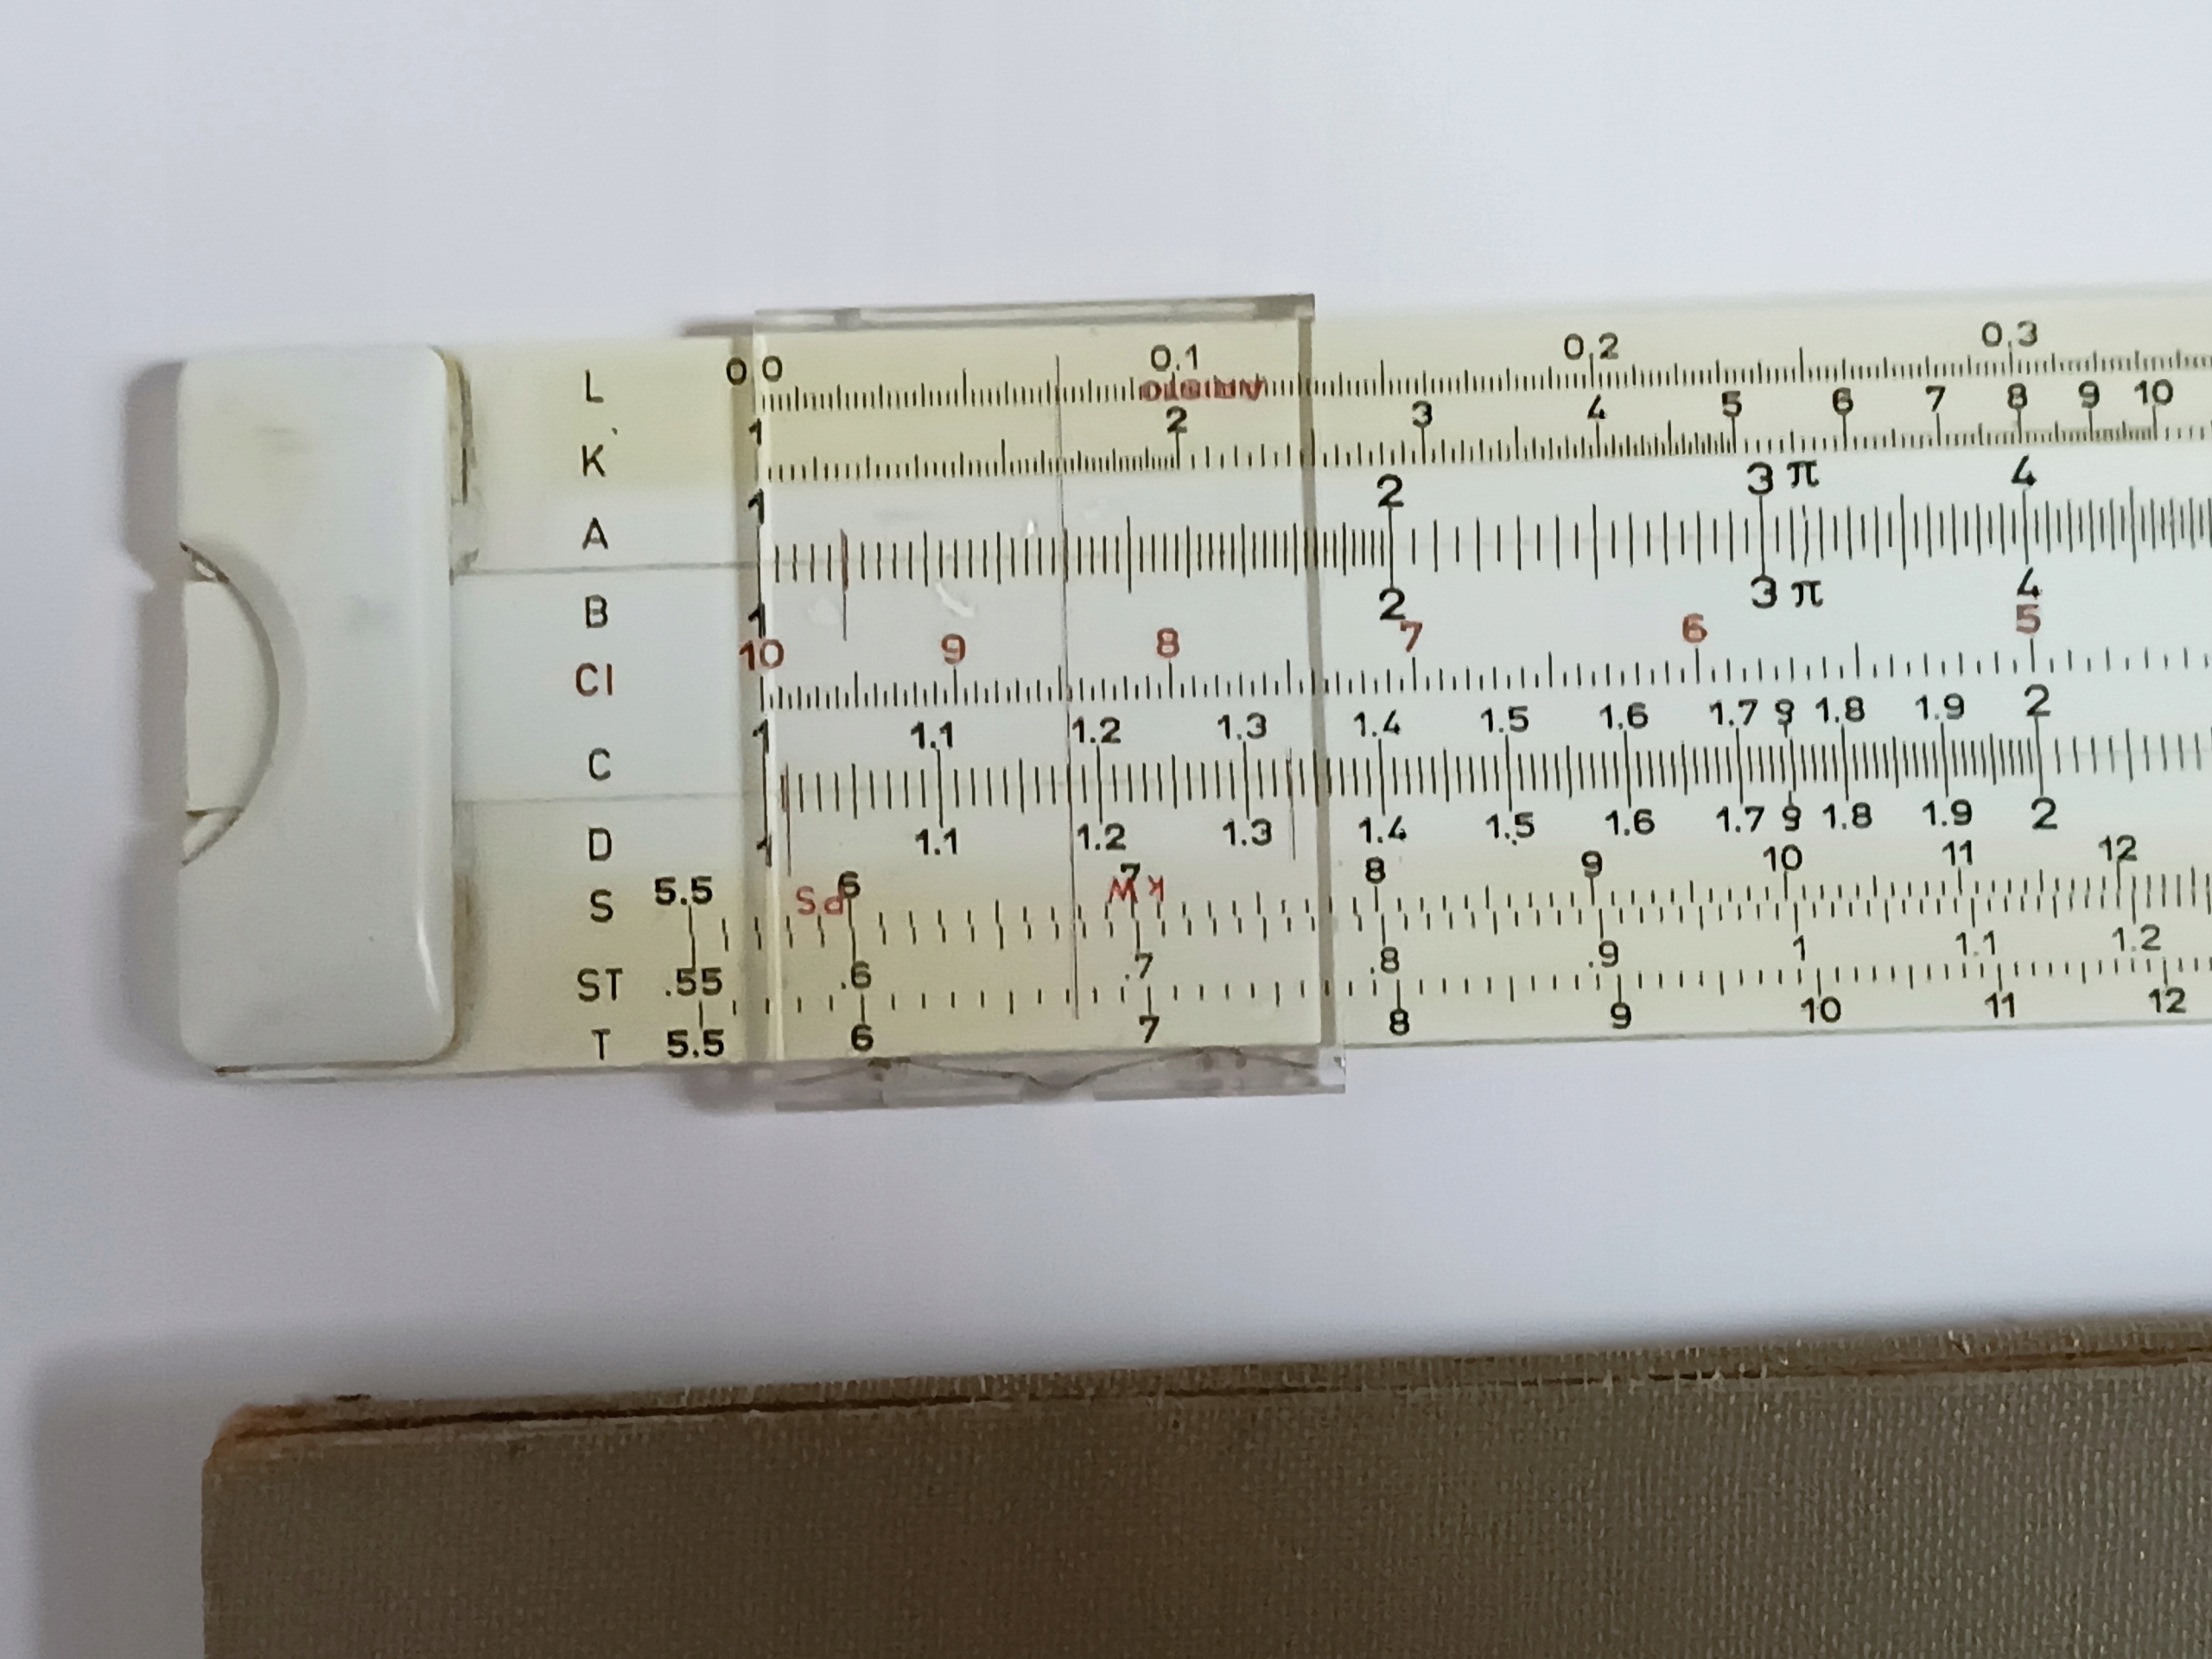 L 0 0 0.1 0.2 0.3
ARISTO
K 1 2 3 4 5 6 7 8 9 10
A 1 2 3 π 4
B 1 2 3 π 4
CI 10 9 8 7 6 5
C 1 1.1 1.2 1.3 1.4 1.5 1.6 1.7 1.8 1.9 2
D 1 1.1 1.2 1.3 1.4 1.5 1.6 1.7 1.8 1.9 2
S 5.5 6 7 8 9 10 11 12
PS kW
ST .55 .6 .7 .8 .9 1 1.1 1.2
T 5.5 6 7 8 9 10 11 12